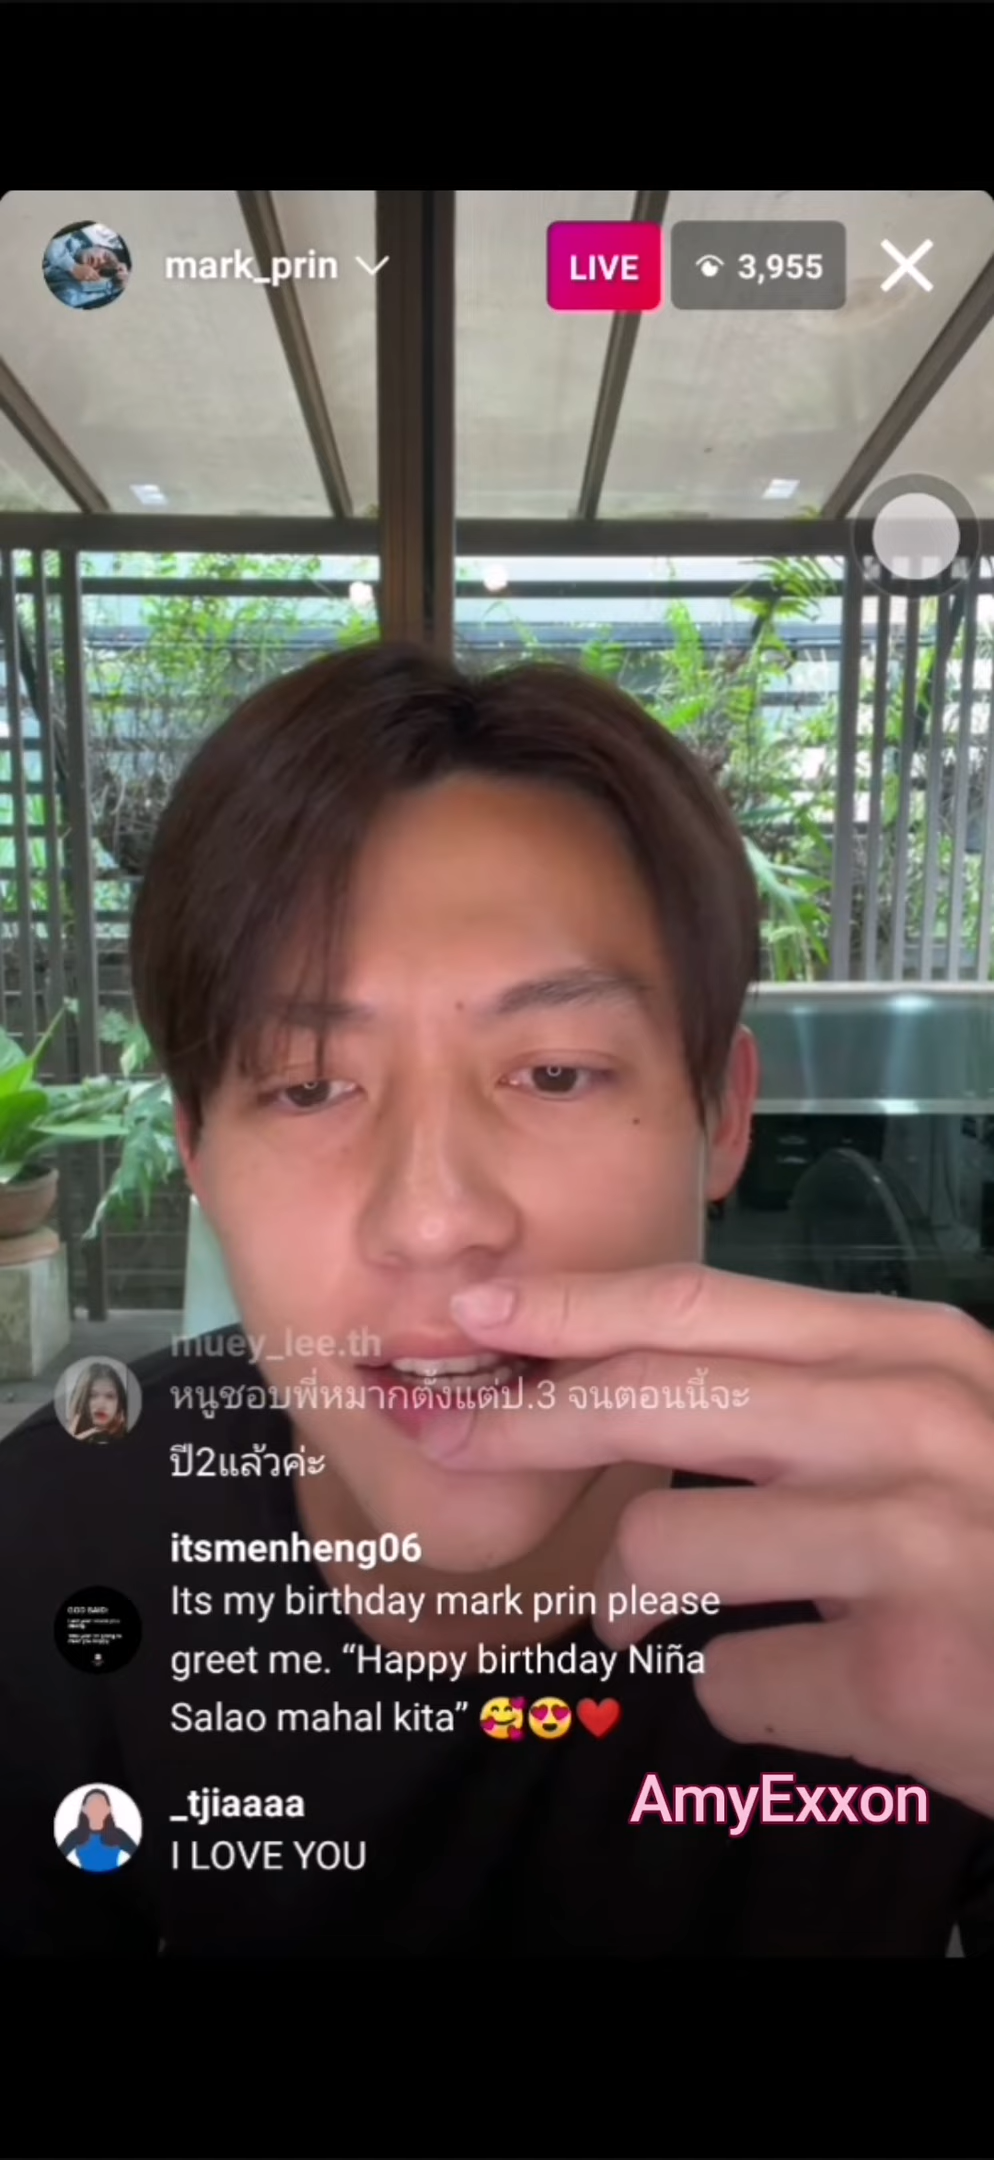 mark_prin
LIVE
3,955
muey_lee.th
หนูชอบพี่หมากตั้งแต่ป.3 จนตอนนี้จะ
ปี2แล้วค่ะ
itsmenheng06
Its my birthday mark prin please
greet me. “Happy birthday Niña
Salao mahal kita” 🥰😍❤️
_tjiaaaa
I LOVE YOU
AmyExxon